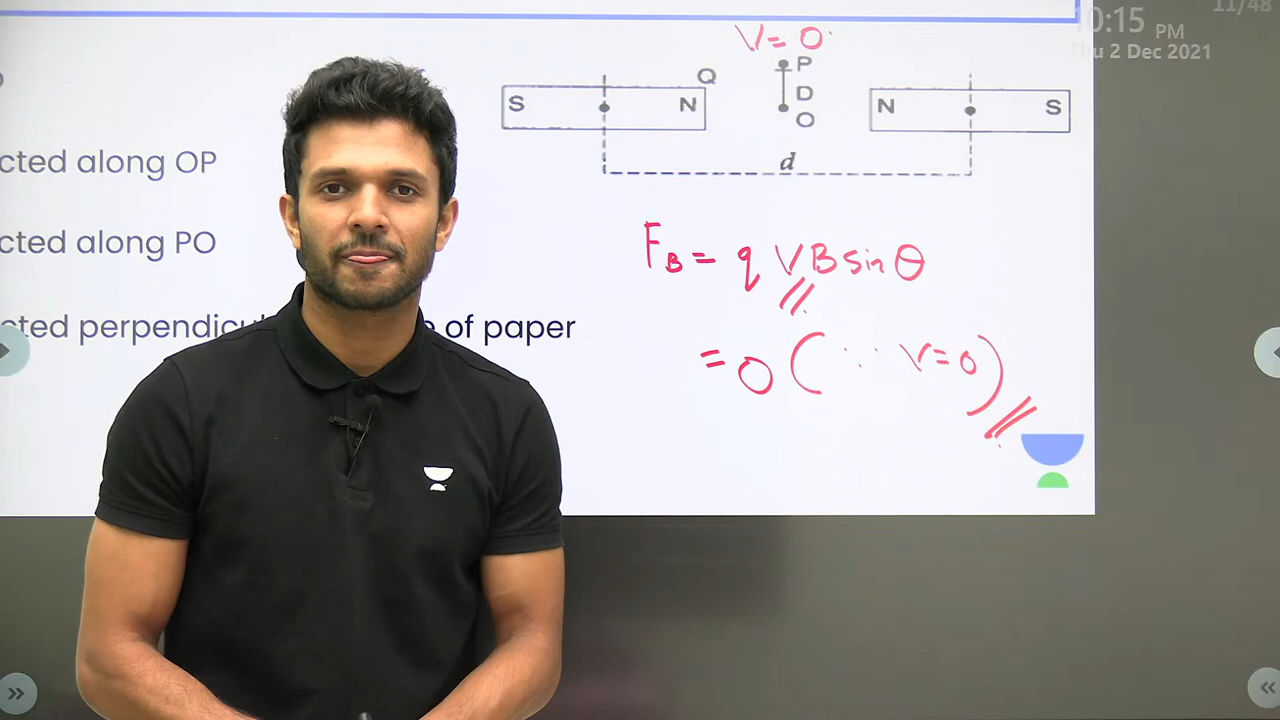 11/48
10:15 PM
Thu 2 Dec 2021
V = 0
Q
P
S N
D
N S
O
d
cted along OP
cted along PO
cted perpendicu e of paper
F_B = q V B sin θ
= 0 (∵ V = 0)